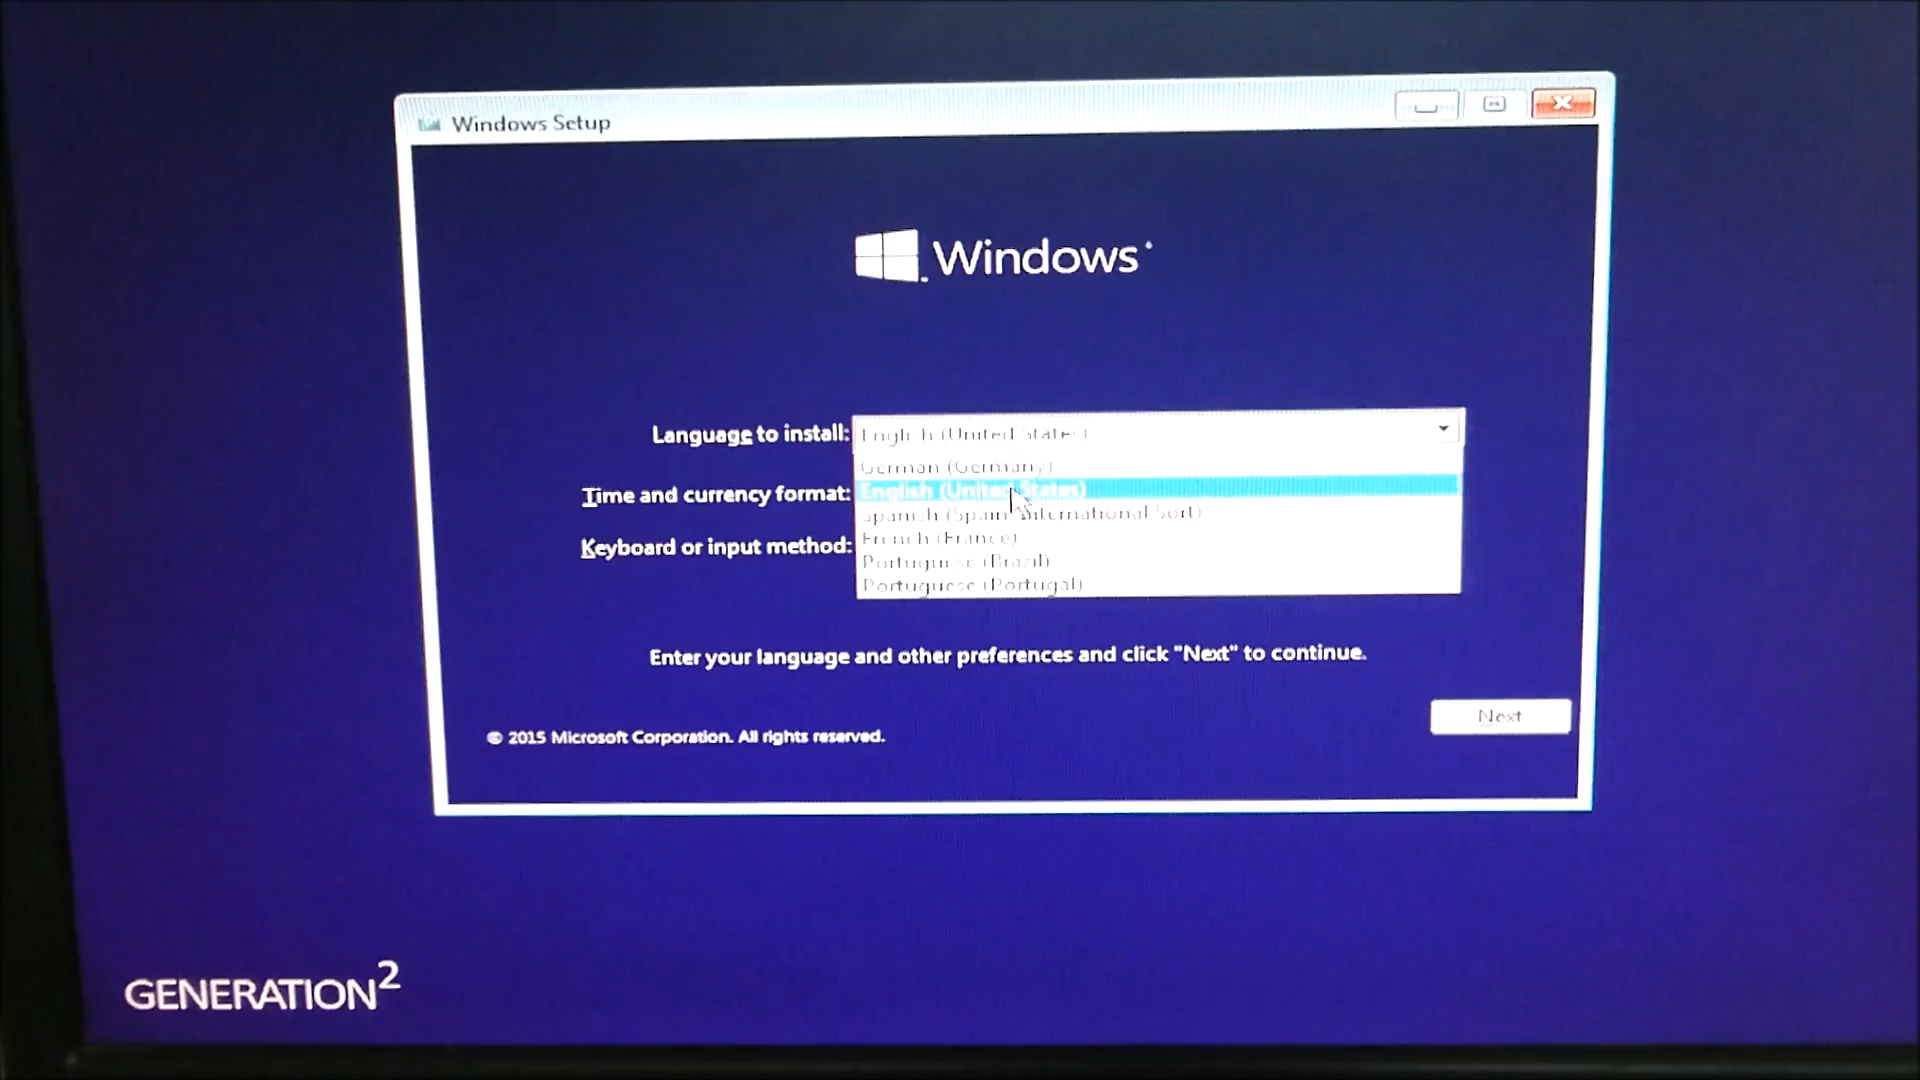 Windows Setup
Windows
Language to install: English (United States)
German (Germany)
Time and currency format: English (United States)
Spanish (Spain, International Sort)
French (France)
Keyboard or input method:
Portuguese (Brazil)
Portuguese (Portugal)
Enter your language and other preferences and click "Next" to continue.
Next
© 2015 Microsoft Corporation. All rights reserved.
GENERATION²